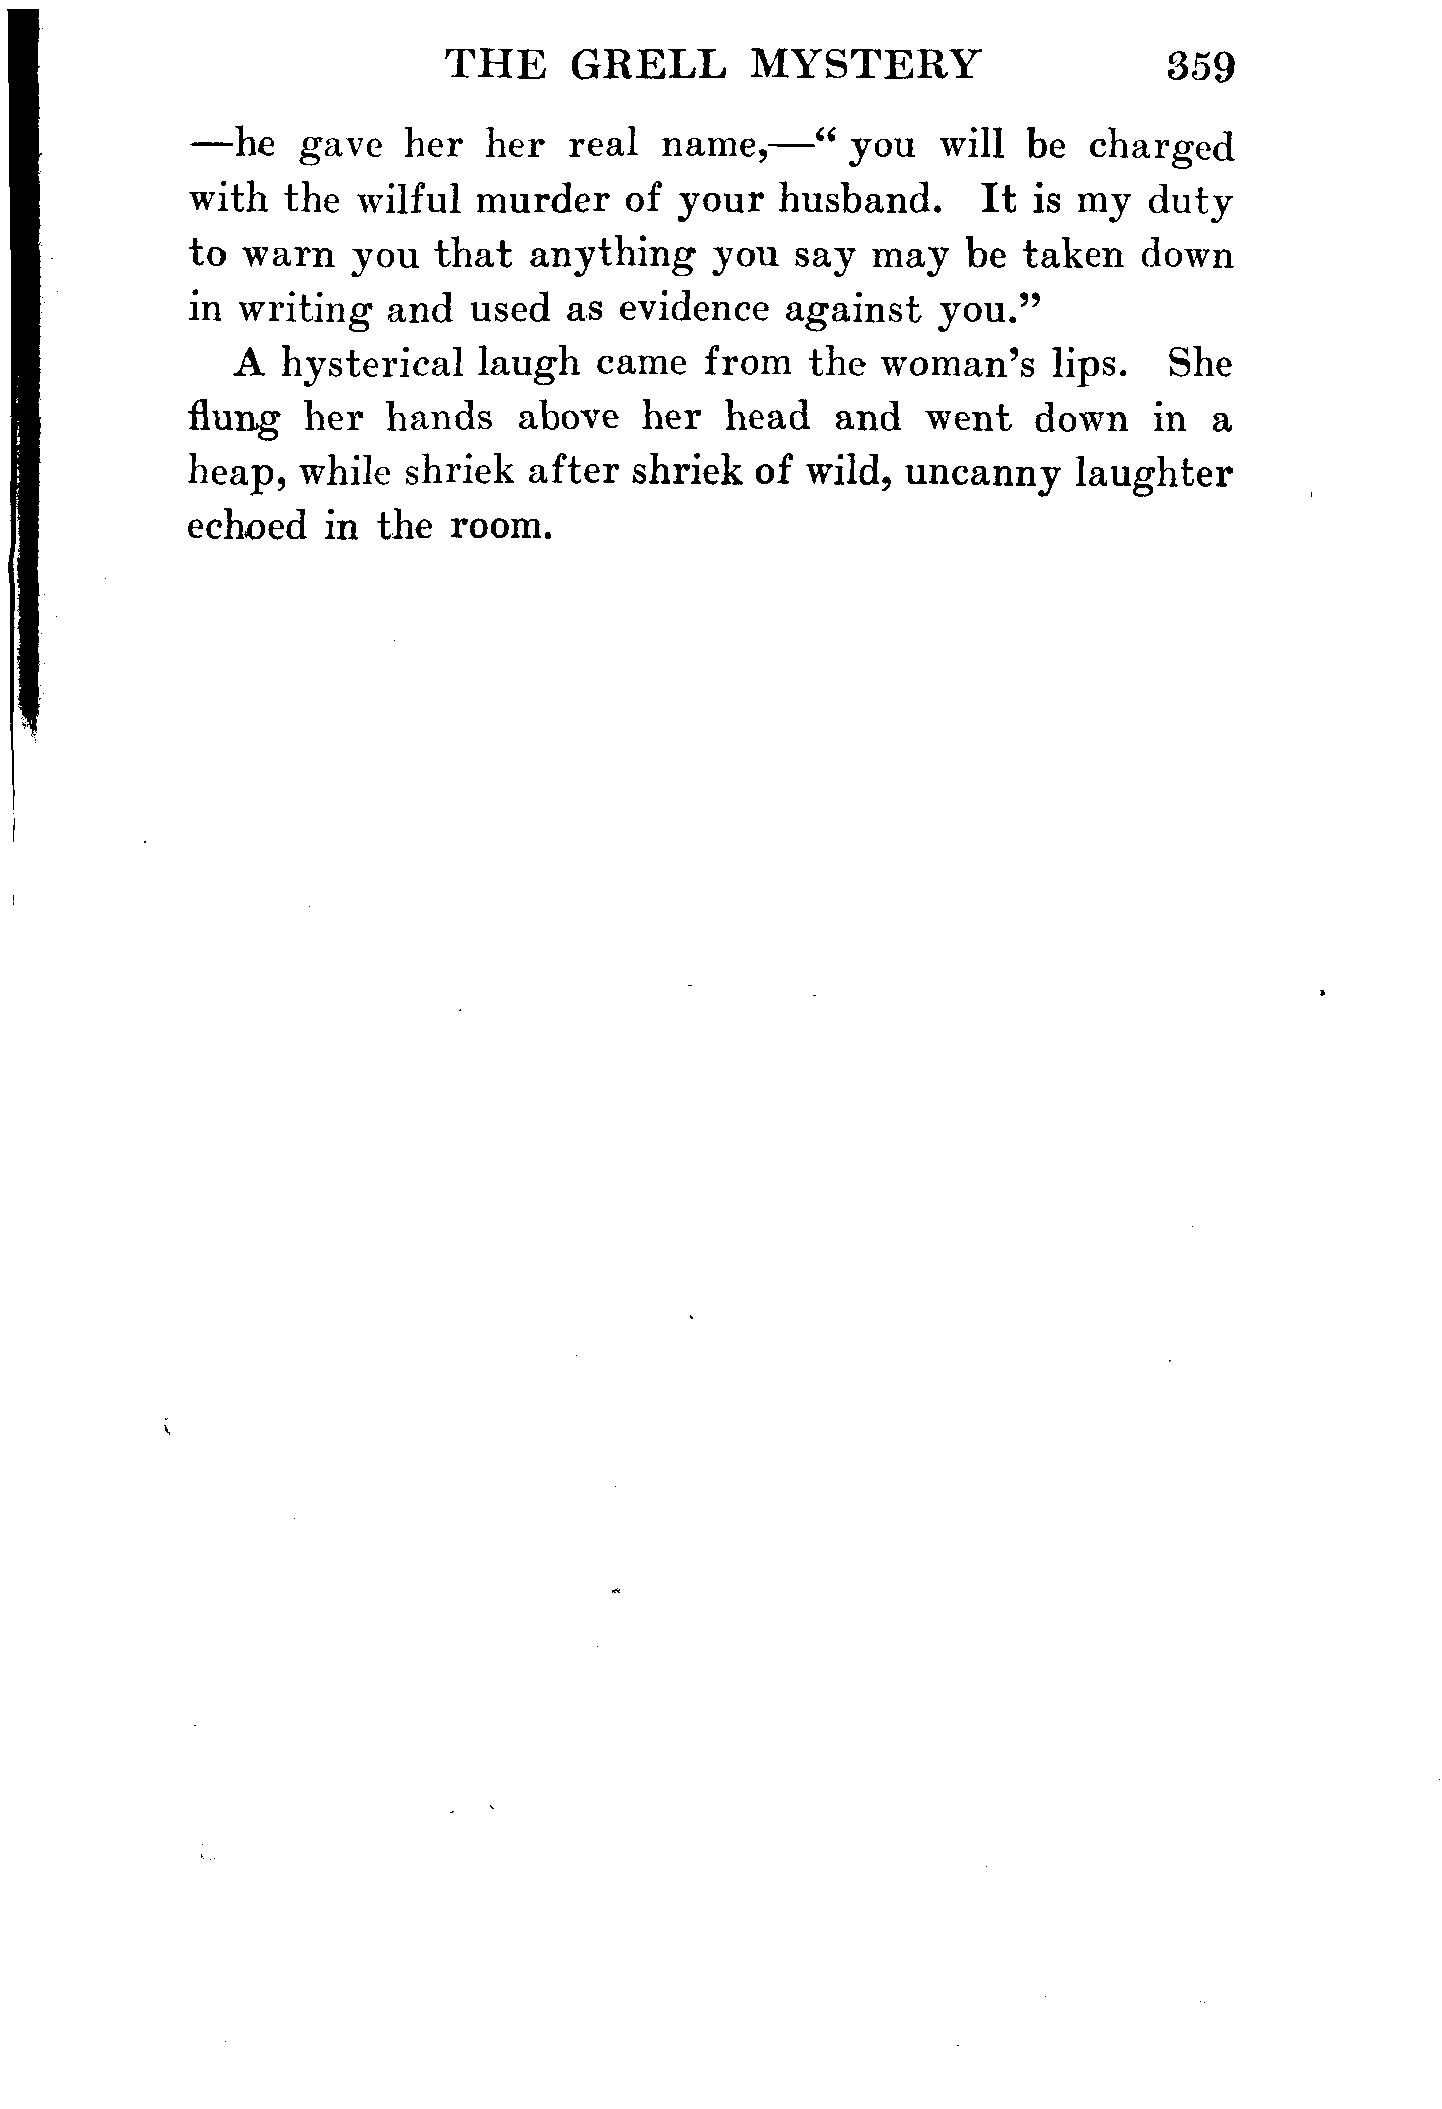 THE GRELL MYSTERY 359
—he gave her her real name,—“ you will be charged
with the wilful murder of your husband. It is my duty
to warn you that anything you say may be taken down
in writing and used as evidence against you.”
A hysterical laugh came from the woman's lips. She
flung her hands above her head and went down in a
heap, while shriek after shriek of wild, uncanny laughter
echoed in the room.